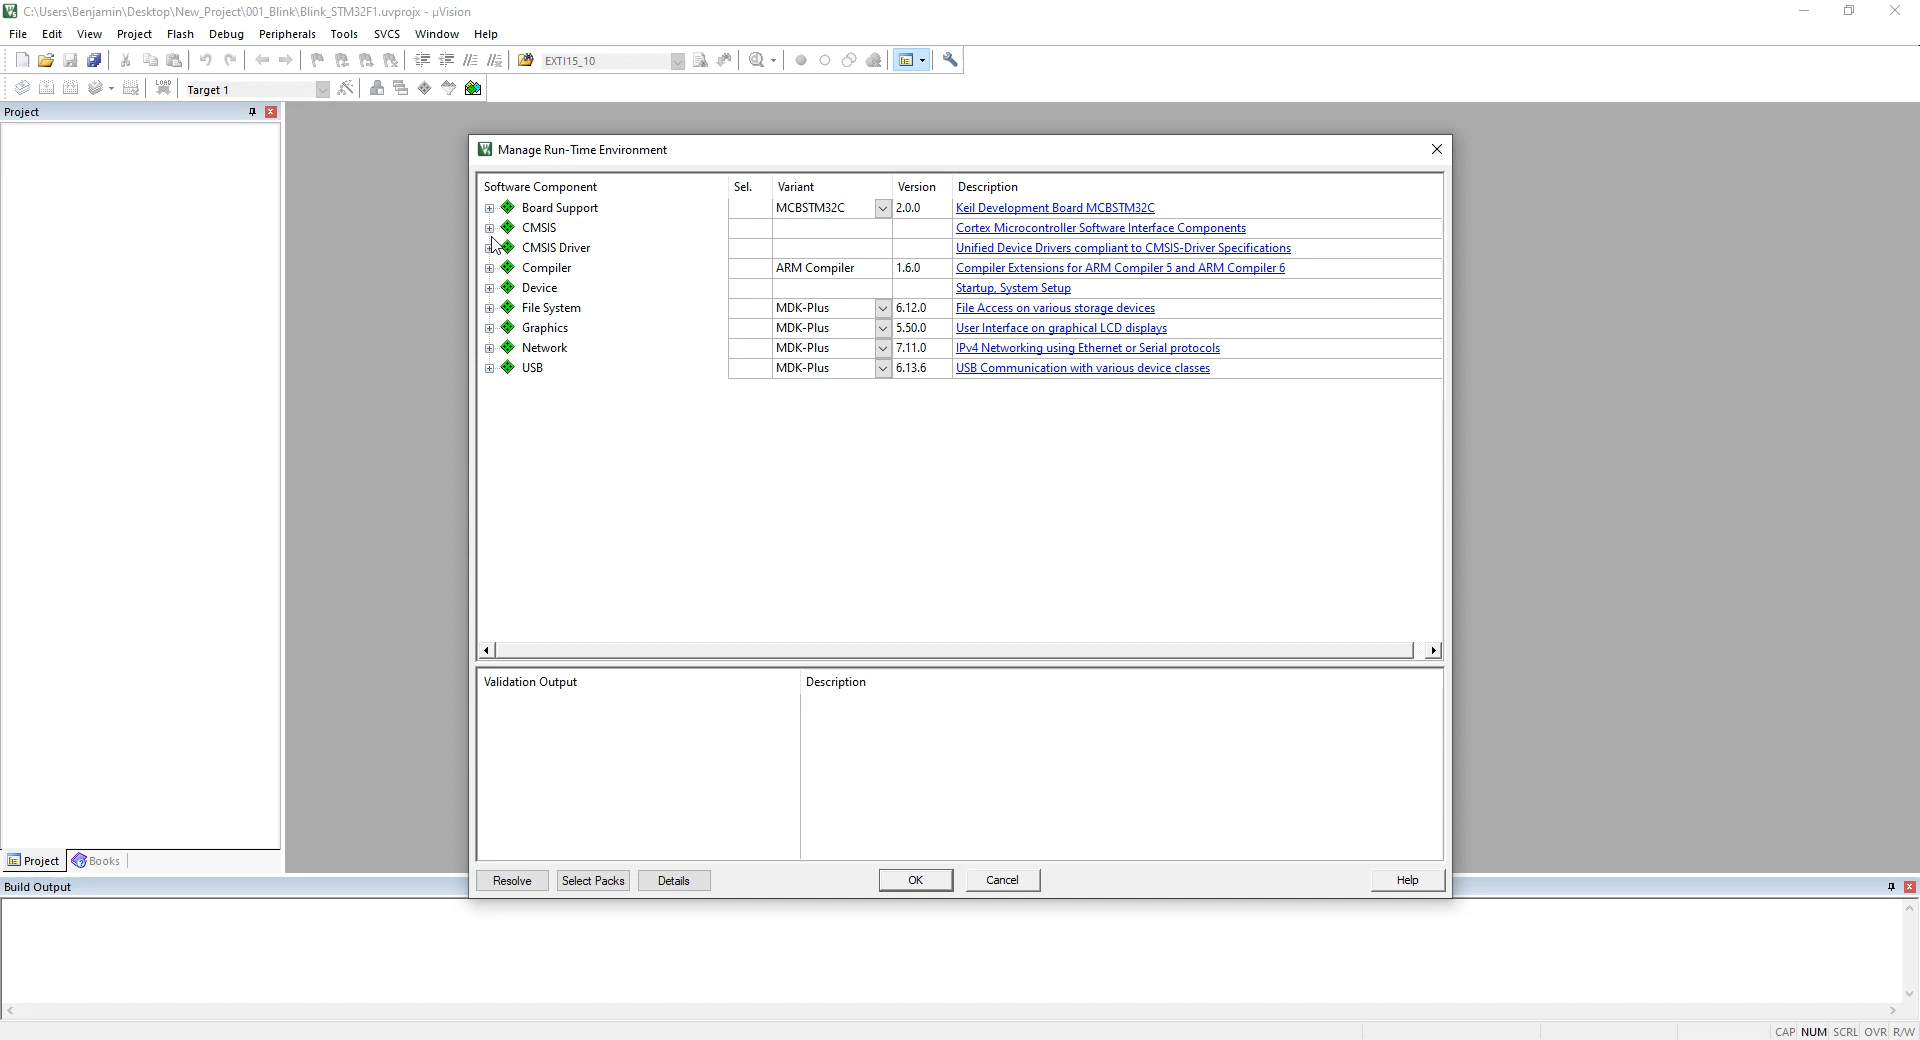 C:\Users\Benjamin\Desktop\New_Project\001_Blink\Blink_STM32F1.uvprojx - µVision
File Edit View Project Flash Debug Peripherals Tools SVCS Window Help
EXTI15_10
LOAD Target 1
Project
Manage Run-Time Environment
Software Component Sel. Variant Version Description
Board Support MCBSTM32C 2.0.0 Keil Development Board MCBSTM32C
CMSIS Cortex Microcontroller Software Interface Components
CMSIS Driver Unified Device Drivers compliant to CMSIS-Driver Specifications
Compiler ARM Compiler 1.6.0 Compiler Extensions for ARM Compiler 5 and ARM Compiler 6
Device Startup, System Setup
File System MDK-Plus 6.12.0 File Access on various storage devices
Graphics MDK-Plus 5.50.0 User Interface on graphical LCD displays
Network MDK-Plus 7.11.0 IPv4 Networking using Ethernet or Serial protocols
USB MDK-Plus 6.13.6 USB Communication with various device classes
Validation Output Description
Resolve Select Packs Details OK Cancel Help
Project Books
Build Output
CAP NUM SCRL OVR R/W